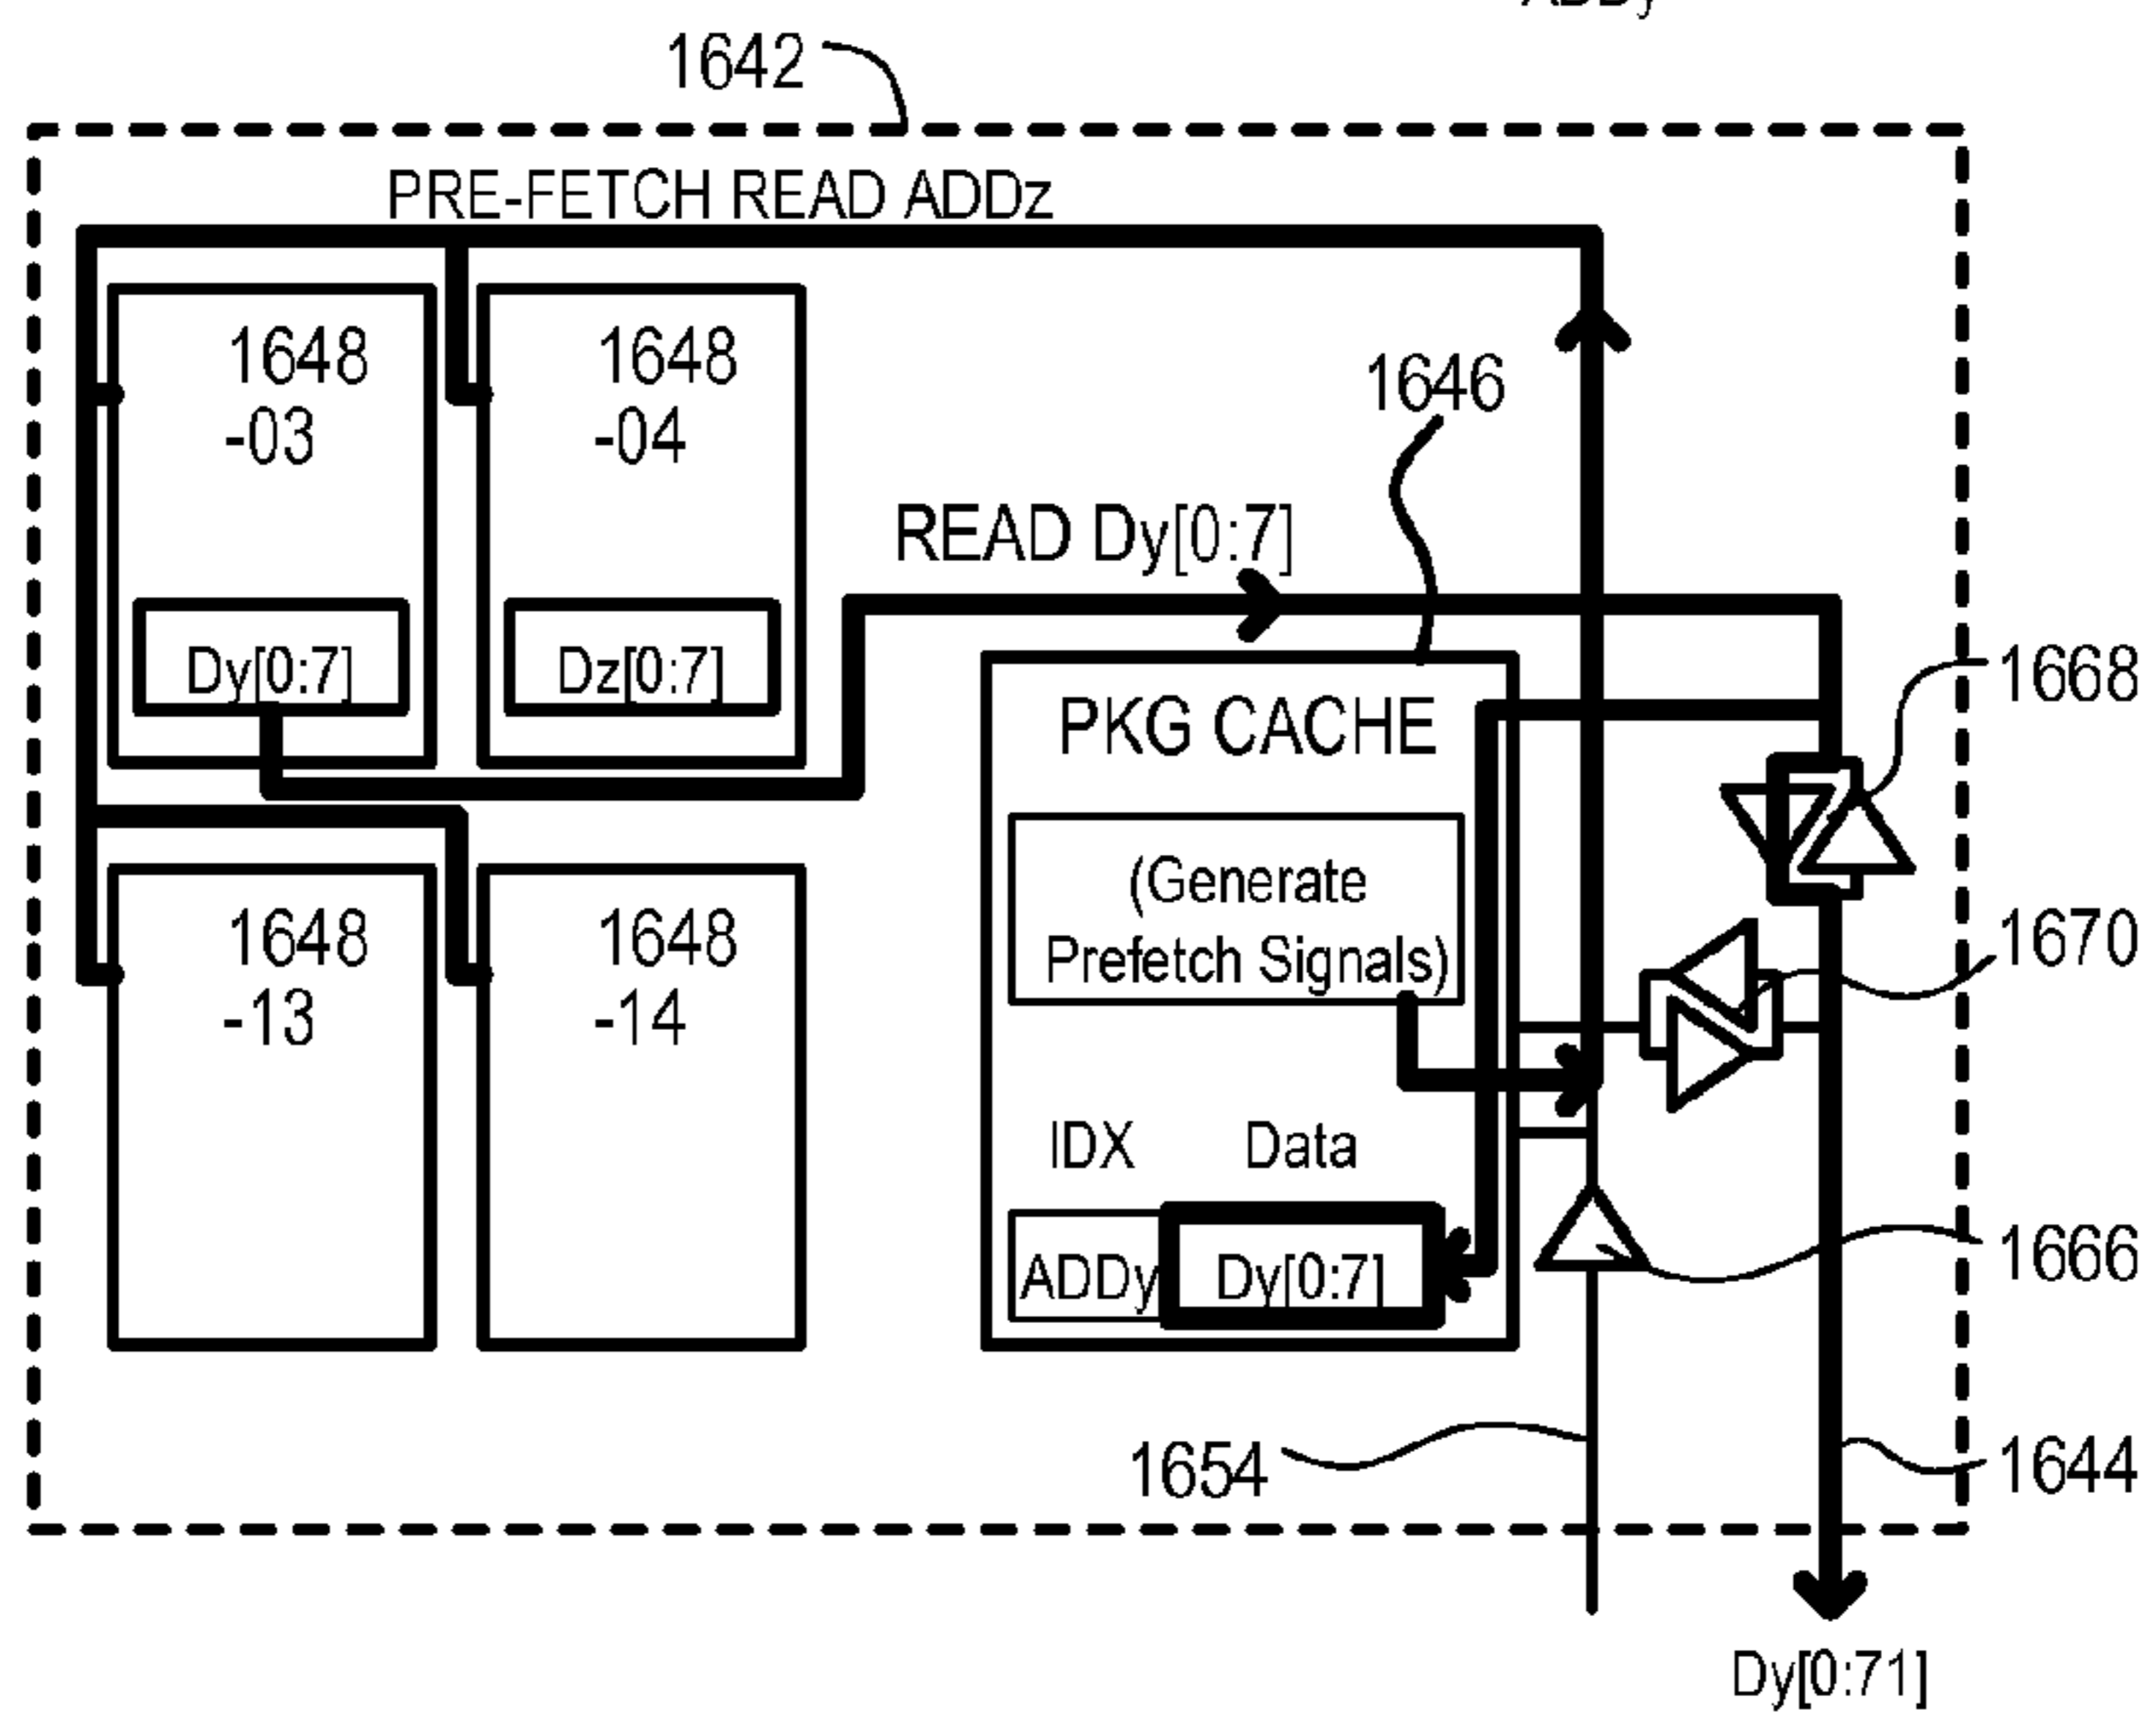 ADDy
1642
PRE-FETCH READ ADDz
1648
-03
1648
-04
1646
READ Dy[0:7]
Dy[0:7]
Dz[0:7]
1668
PKG CACHE
(Generate
Prefetch Signals)
1670
1648
-13
1648
-14
IDX
Data
ADDy
Dy[0:7]
1666
1654
1644
Dy[0:71]